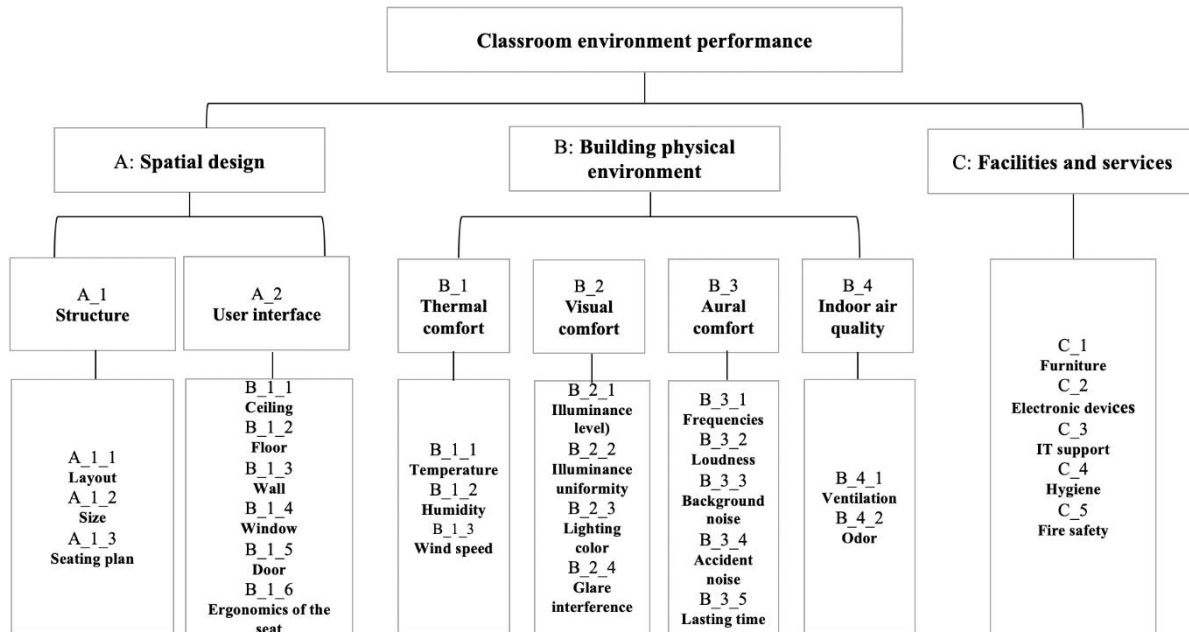 Classroom environment performance
A: Spatial design
B: Building physical
environment
C: Facilities and services
A_1
Structure
A_2
User interface
B_1
Thermal
comfort
B_2
Visual
comfort
B_3
Aural
comfort
B_4
Indoor air
quality
A_1_1
Layout
A_1_2
Size
A_1_3
Seating plan
B_1_1
Ceiling
B_1_2
Floor
B_1_3
Wall
B_1_4
Window
B_1_5
Door
B_1_6
Ergonomics of the
seat
B_1_1
Temperature
B_1_2
Humidity
B_1_3
Wind speed
B_2_1
Illuminance
level)
B_2_2
Illuminance
uniformity
B_2_3
Lighting
color
B_2_4
Glare
interference
B_3_1
Frequencies
B_3_2
Loudness
B_3_3
Background
noise
B_3_4
Accident
noise
B_3_5
Lasting time
B_4_1
Ventilation
B_4_2
Odor
C_1
Furniture
C_2
Electronic devices
C_3
IT support
C_4
Hygiene
C_5
Fire safety